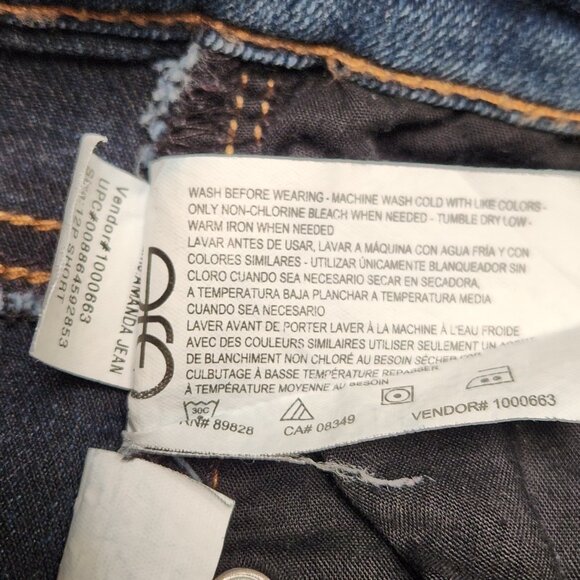 WASH BEFORE WEARING - MACHINE WASH COLD WITH LIKE COLORS -
ONLY NON-CHLORINE BLEACH WHEN NEEDED - TUMBLE DRY LOW -
WARM IRON WHEN NEEDED
LAVAR ANTES DE USAR, LAVAR A MÁQUINA CON AGUA FRÍA Y CON
COLORES SIMILARES - UTILIZAR ÚNICAMENTE BLANQUEADOR SIN
CLORO CUANDO SEA NECESARIO SECAR EN SECADORA,
A TEMPERATURA BAJA PLANCHAR A TEMPERATURA MEDIA
CUANDO SEA NECESARIO
LAVER AVANT DE PORTER LAVER À LA MACHINE À L'EAU FROIDE
AVEC DES COULEURS SIMILAIRES UTILISER SEULEMENT UN
DE BLANCHIMENT NON CHLORÉ AU BESOIN SÉCHER
CULBUTAGE À BASSE TEMPÉRATURE REPASSER
À TEMPÉRATURE MOYENNE AU BESOIN
30C
RN# 89828 CA# 08349 VENDOR# 1000663
Vendor# 1000663
UPC#008864592853
Size: 12P SHORT
AMANDA JEAN